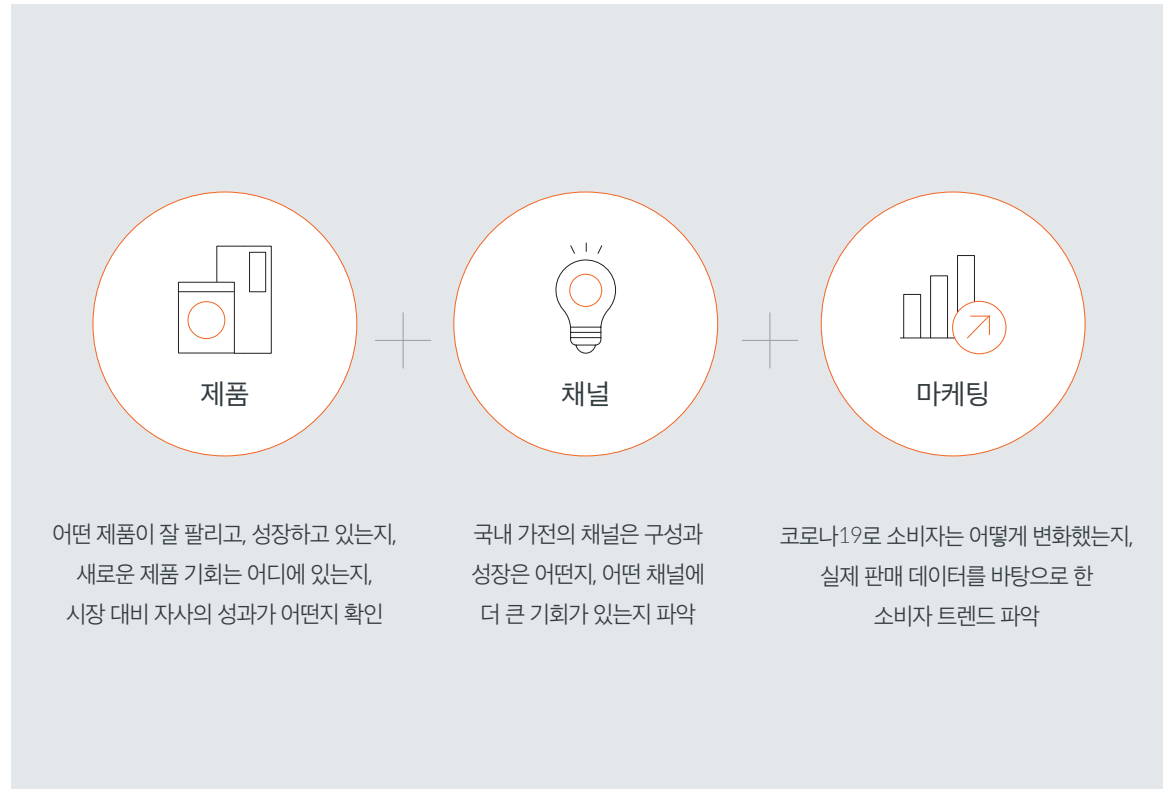 제품
어떤 제품이 잘 팔리고, 성장하고 있는지,
새로운 제품 기회는 어디에 있는지,
시장 대비 자사의 성과가 어떤지 확인
채널
국내 가전의 채널은 구성과
성장은 어떤지, 어떤 채널에
더 큰 기회가 있는지 파악
마케팅
코로나19로 소비자는 어떻게 변화했는지,
실제 판매 데이터를 바탕으로 한
소비자 트렌드 파악